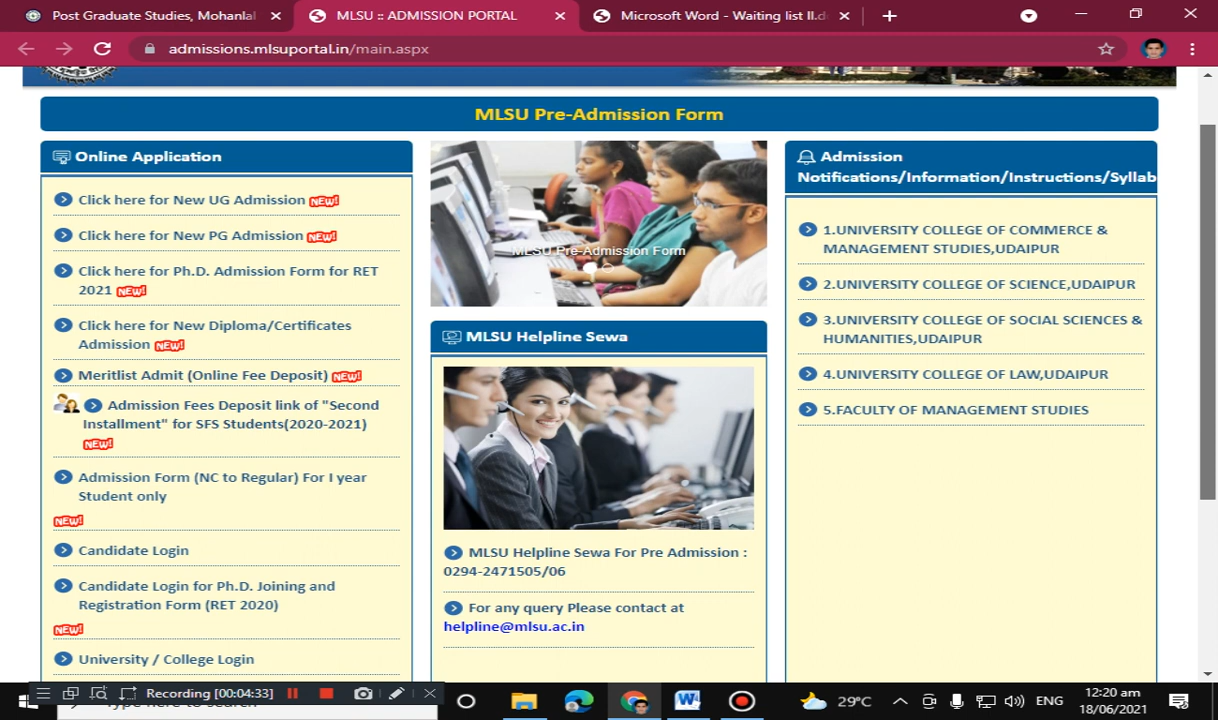 Post Graduate Studies, Mohanlal
MLSU :: ADMISSION PORTAL
Microsoft Word - Waiting list II.d
admissions.mlsuportal.in/main.aspx
MLSU Pre-Admission Form
Online Application
Click here for New UG Admission NEW!
Click here for New PG Admission NEW!
Click here for Ph.D. Admission Form for RET
2021 NEW!
Click here for New Diploma/Certificates
Admission NEW!
Meritlist Admit (Online Fee Deposit) NEW!
Admission Fees Deposit link of "Second
Installment" for SFS Students(2020-2021)
NEW!
Admission Form (NC to Regular) For I year
Student only
NEW!
Candidate Login
Candidate Login for Ph.D. Joining and
Registration Form (RET 2020)
NEW!
University / College Login
MLSU Pre-Admission Form
MLSU Helpline Sewa
MLSU Helpline Sewa For Pre Admission :
0294-2471505/06
For any query Please contact at
helpline@mlsu.ac.in
Admission
Notifications/Information/Instructions/Syllab
1.UNIVERSITY COLLEGE OF COMMERCE &
MANAGEMENT STUDIES,UDAIPUR
2.UNIVERSITY COLLEGE OF SCIENCE,UDAIPUR
3.UNIVERSITY COLLEGE OF SOCIAL SCIENCES &
HUMANITIES,UDAIPUR
4.UNIVERSITY COLLEGE OF LAW,UDAIPUR
5.FACULTY OF MANAGEMENT STUDIES
Recording [00:04:33]
Type here to search
29°C
ENG
12:20 am
18/06/2021